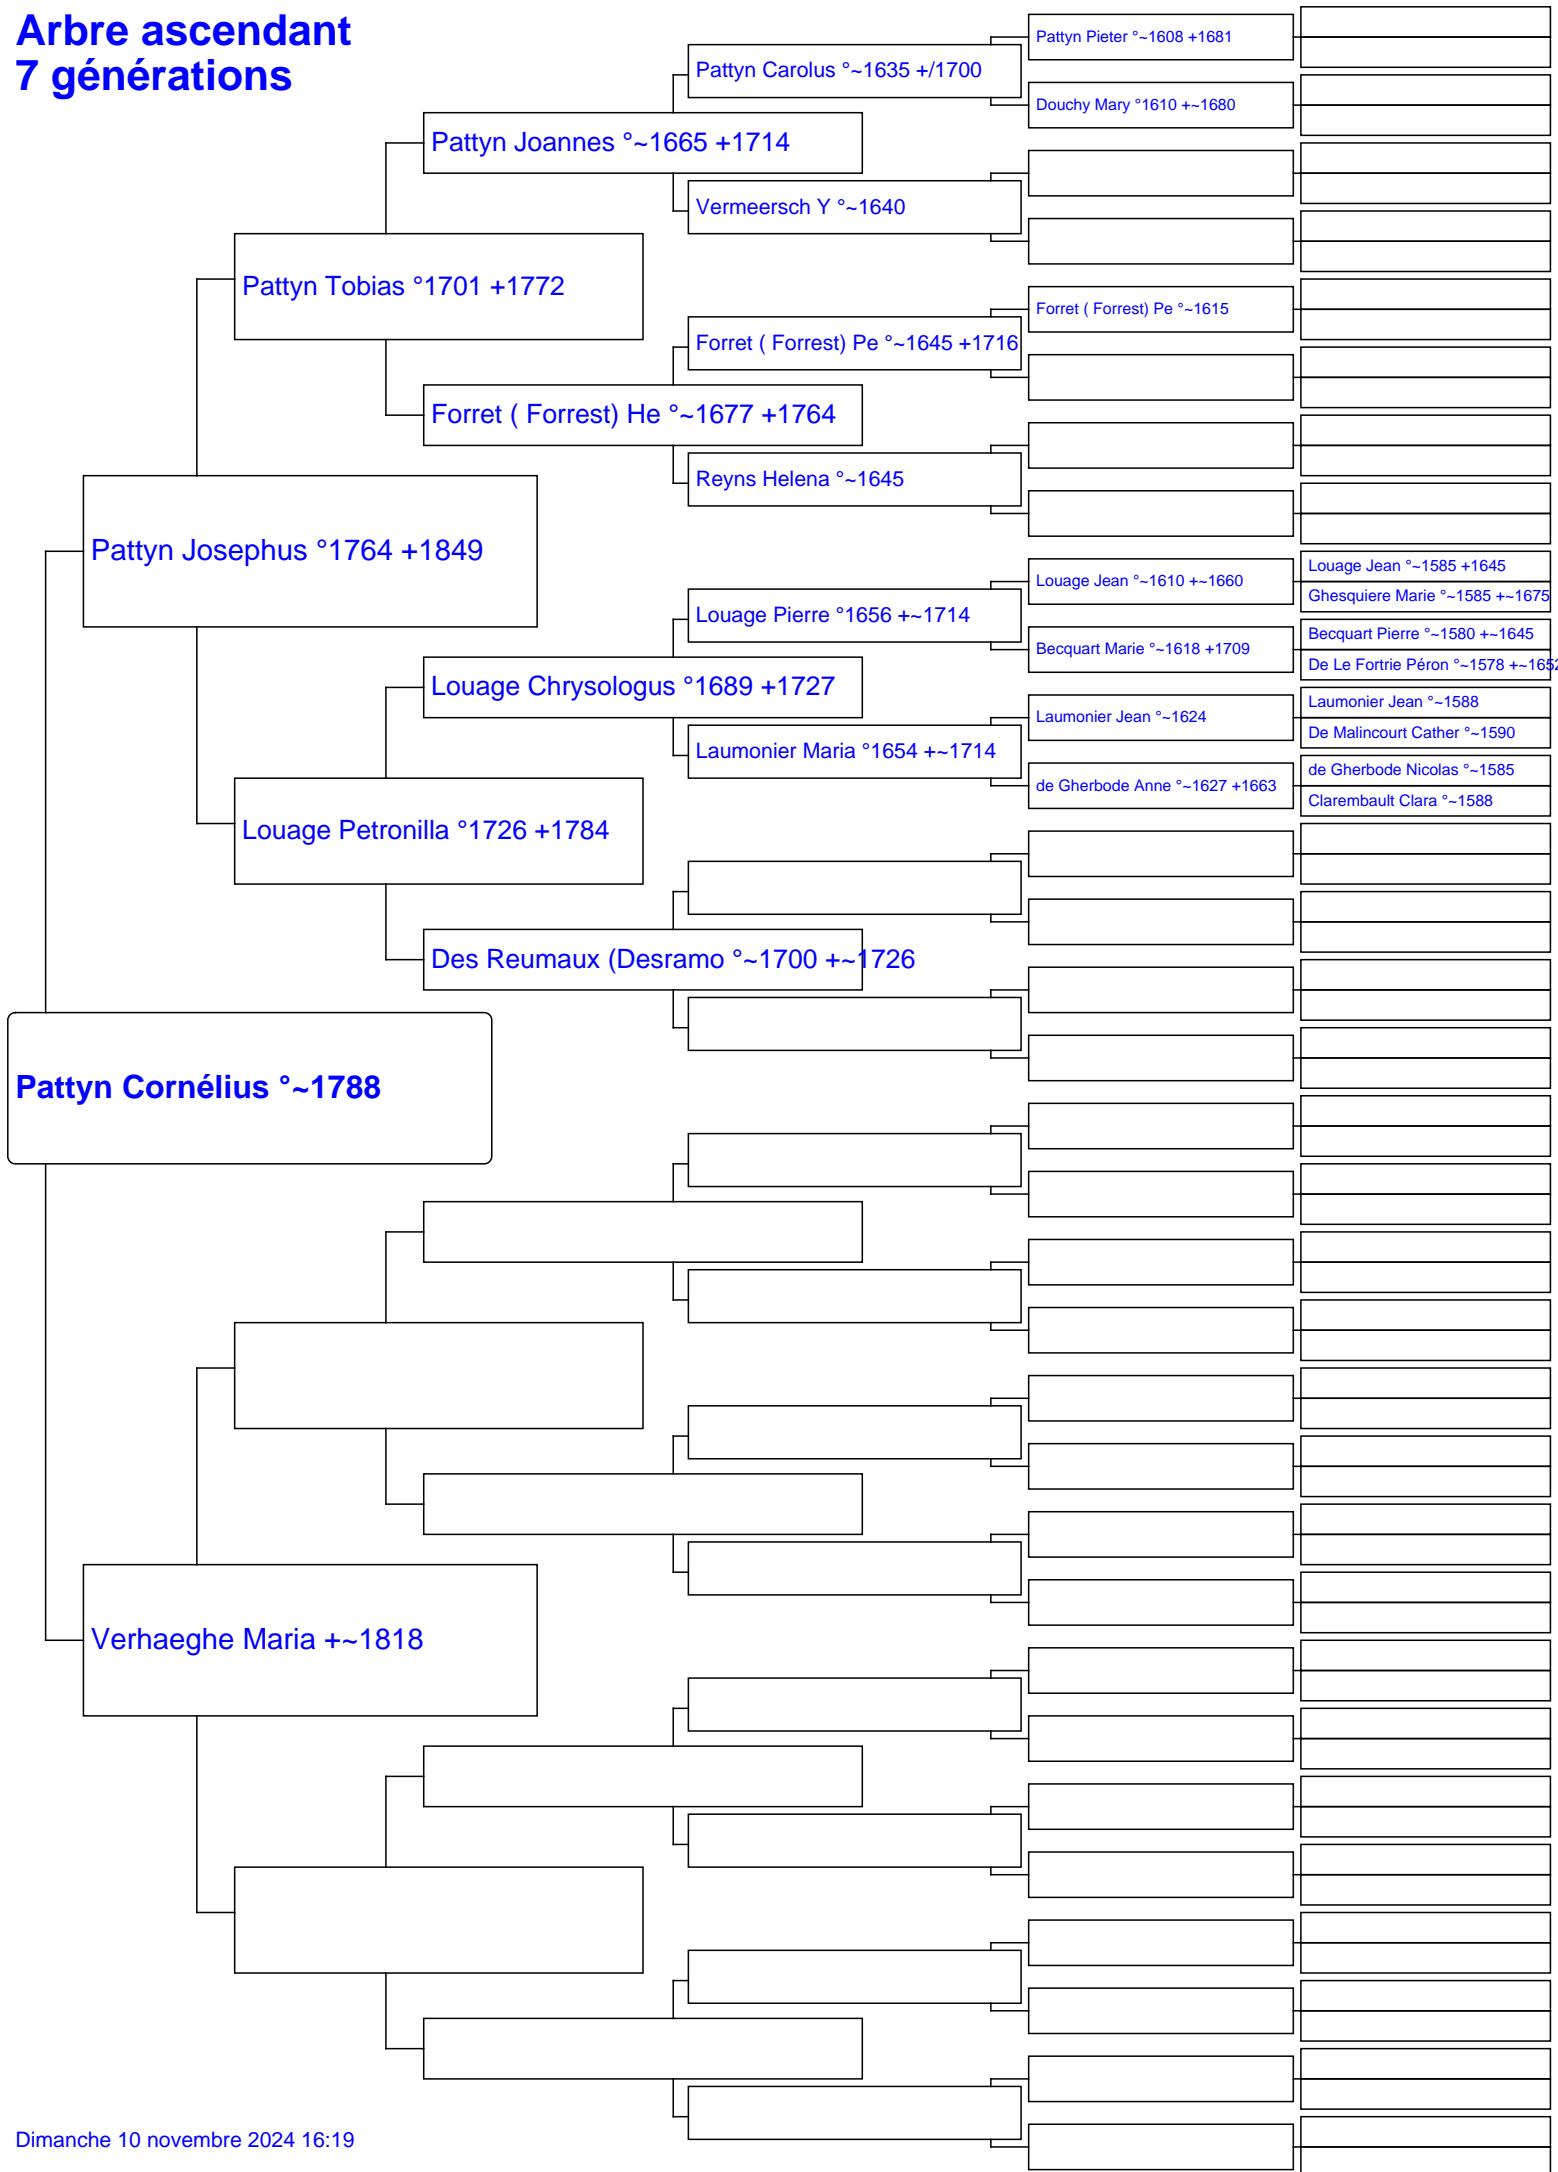 Arbre ascendant
7 générations
Pattyn Pieter °~1608 +1681
Pattyn Carolus °~1635 +/1700
Douchy Mary °1610 +~1680
Pattyn Joannes °~1665 +1714
Vermeersch Y °~1640
Pattyn Tobias °1701 +1772
Forret ( Forrest) Pe °~1615
Forret ( Forrest) Pe °~1645 +1716
Forret ( Forrest) He °~1677 +1764
Reyns Helena °~1645
Pattyn Josephus °1764 +1849
Louage Jean °~1585 +1645
Louage Jean °~1610 +~1660
Ghesquiere Marie °~1585 +~1675
Louage Pierre °1656 +~1714
Becquart Pierre °~1580 +~1645
Becquart Marie °~1618 +1709
De Le Fortrie Péron °~1578 +~1652
Louage Chrysologus °1689 +1727
Laumonier Jean °~1588
Laumonier Jean °~1624
De Malincourt Cather °~1590
Laumonier Maria °1654 +~1714
de Gherbode Nicolas °~1585
de Gherbode Anne °~1627 +1663
Clarembault Clara °~1588
Louage Petronilla °1726 +1784
Des Reumaux (Desramo °~1700 +~1726
Pattyn Cornélius °~1788
Verhaeghe Maria +~1818
Dimanche 10 novembre 2024 16:19